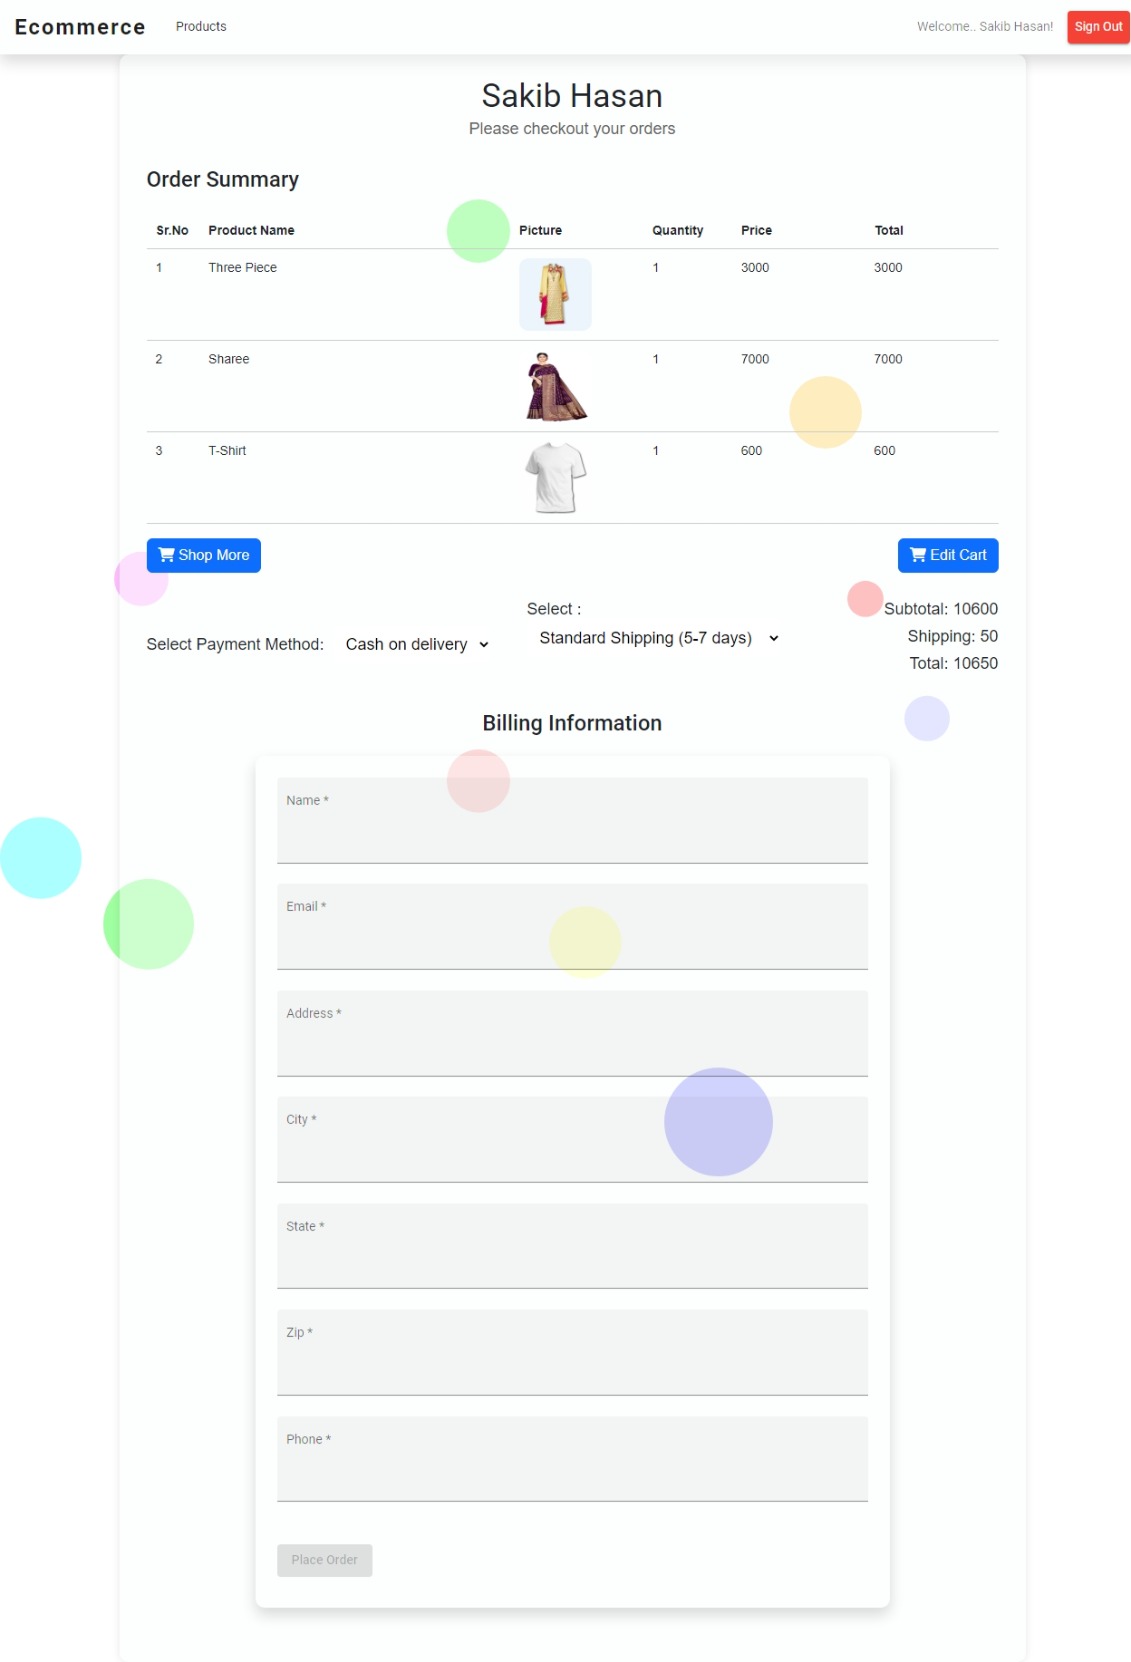 Ecommerce Products Welcome.. Sakib Hasan! Sign Out
Sakib Hasan
Please checkout your orders
Order Summary
Sr.No Product Name Picture Quantity Price Total
1 Three Piece 1 3000 3000
2 Sharee 1 7000 7000
3 T-Shirt 1 600 600
Shop More Edit Cart
Select Payment Method: Cash on delivery
Select :
Standard Shipping (5-7 days)
Subtotal: 10600
Shipping: 50
Total: 10650
Billing Information
Name *
Email *
Address *
City *
State *
Zip *
Phone *
Place Order